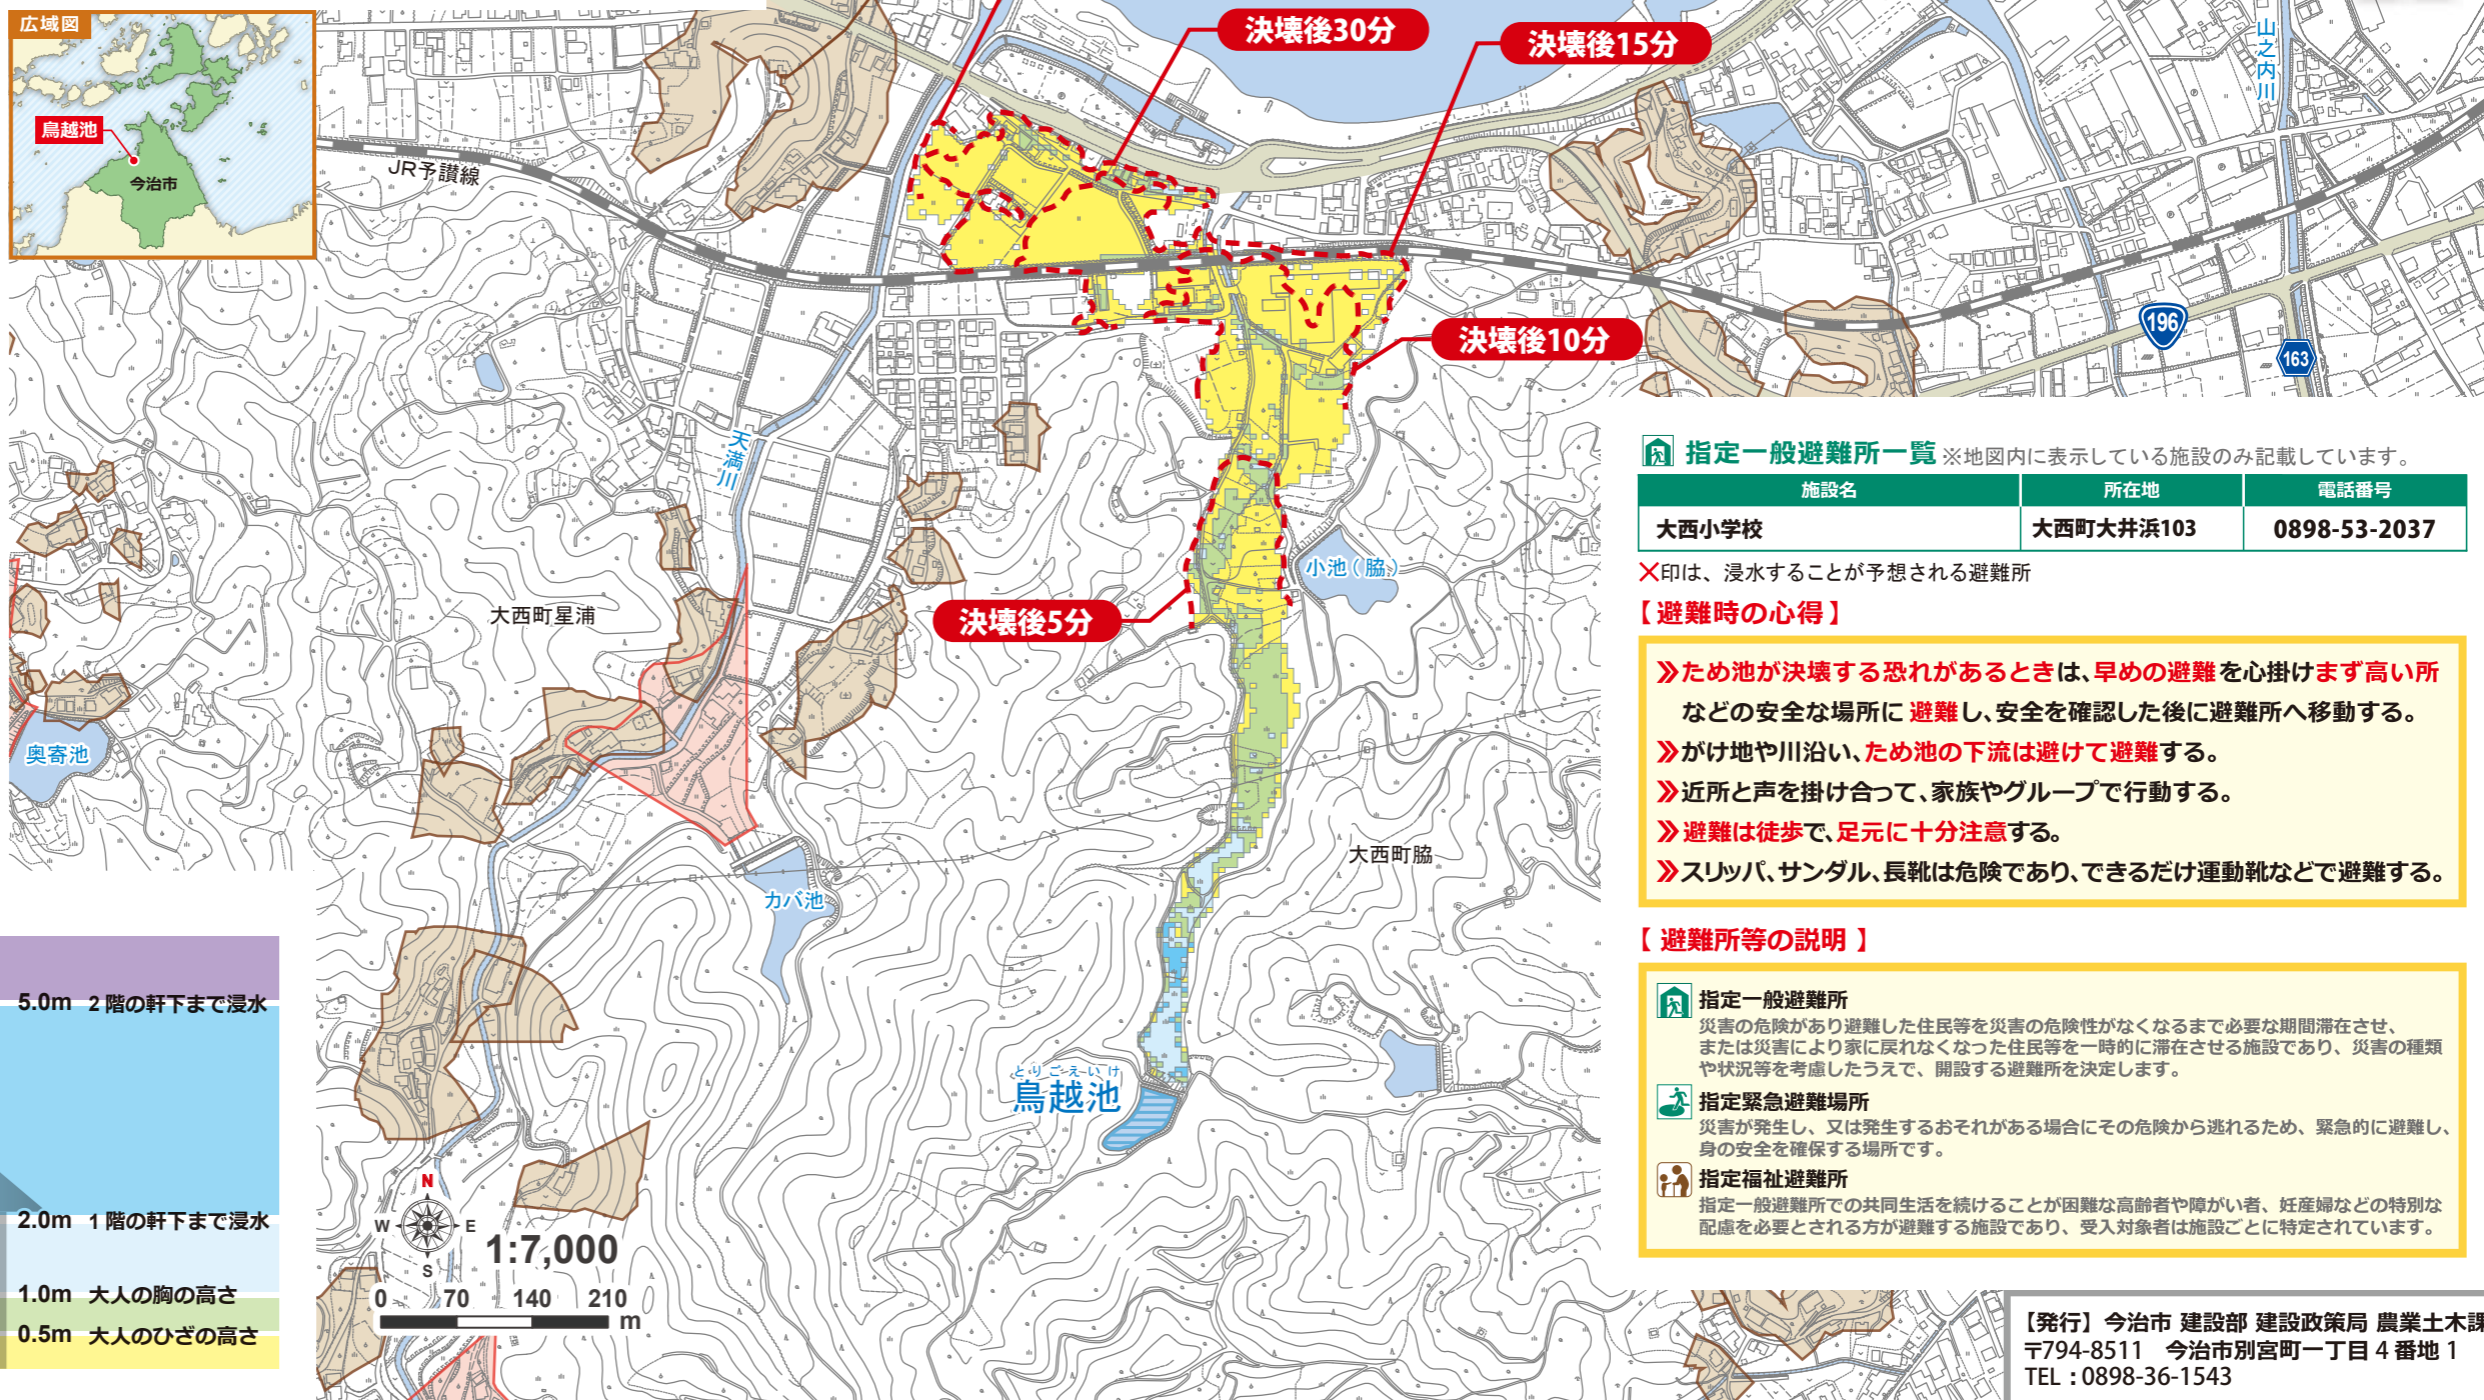 広域図
鳥越池
今治市
JR予讃線
決壊後30分
決壊後15分
決壊後10分
決壊後5分
山之内川
196
163
天満川
大西町星浦
小池(脇)
奥寄池
カバ池
大西町脇
とりごえいけ
鳥越池
5.0m 2階の軒下まで浸水
2.0m 1階の軒下まで浸水
1.0m 大人の胸の高さ
0.5m 大人のひざの高さ
N
W E
S
1:7,000
0 70 140 210
m
指定一般避難所一覧 ※地図内に表示している施設のみ記載しています。
施設名 所在地 電話番号
大西小学校 大西町大井浜103 0898-53-2037
×印は、浸水することが予想される避難所
【避難時の心得】
≫ため池が決壊する恐れがあるときは、早めの避難を心掛けまず高い所
などの安全な場所に避難し、安全を確認した後に避難所へ移動する。
≫がけ地や川沿い、ため池の下流は避けて避難する。
≫近所と声を掛け合って、家族やグループで行動する。
≫避難は徒歩で、足元に十分注意する。
≫スリッパ、サンダル、長靴は危険であり、できるだけ運動靴などで避難する。
【 避難所等の説明 】
指定一般避難所
災害の危険があり避難した住民等を災害の危険性がなくなるまで必要な期間滞在させ、
または災害により家に戻れなくなった住民等を一時的に滞在させる施設であり、災害の種類
や状況等を考慮したうえで、開設する避難所を決定します。
指定緊急避難場所
災害が発生し、又は発生するおそれがある場合にその危険から逃れるため、緊急的に避難し、
身の安全を確保する場所です。
指定福祉避難所
指定一般避難所での共同生活を続けることが困難な高齢者や障がい者、妊産婦などの特別な
配慮を必要とされる方が避難する施設であり、受入対象者は施設ごとに特定されています。
【発行】今治市 建設部 建設政策局 農業土木課
〒794-8511 今治市別宮町一丁目4番地1
TEL：0898-36-1543